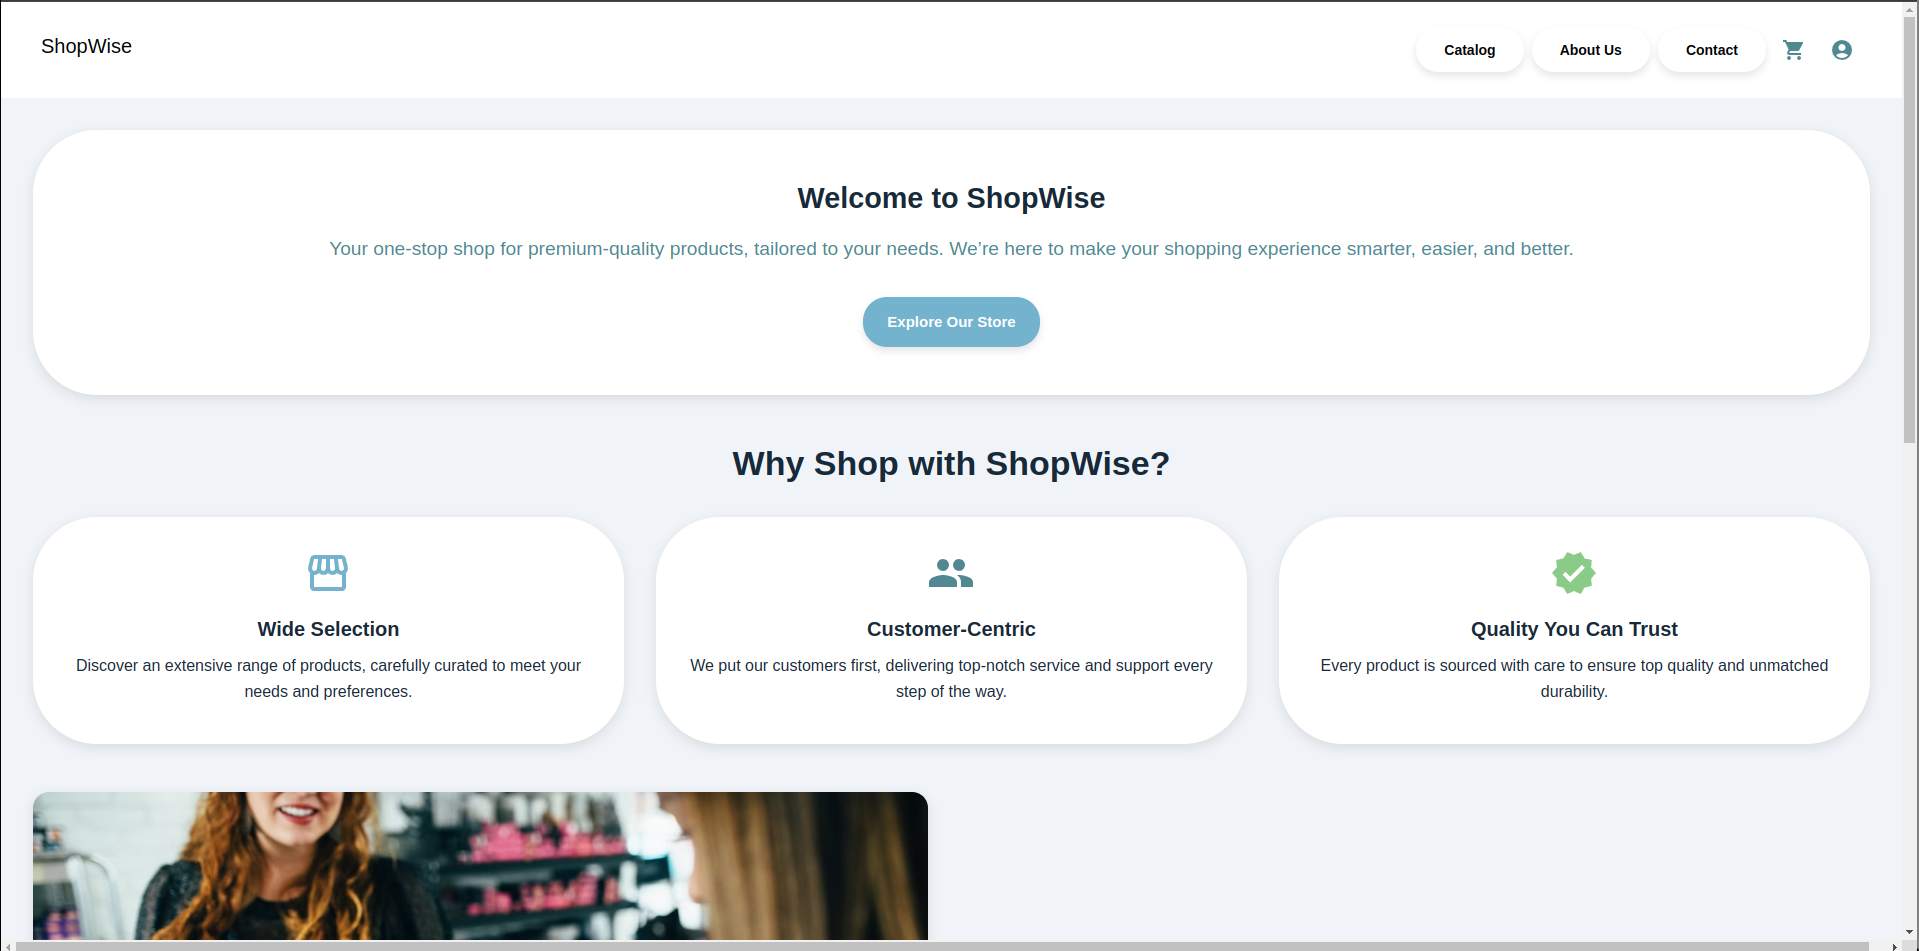 ShopWise
Catalog
About Us
Contact
Welcome to ShopWise
Your one-stop shop for premium-quality products, tailored to your needs. We’re here to make your shopping experience smarter, easier, and better.
Explore Our Store
Why Shop with ShopWise?
Wide Selection
Discover an extensive range of products, carefully curated to meet your
needs and preferences.
Customer-Centric
We put our customers first, delivering top-notch service and support every
step of the way.
Quality You Can Trust
Every product is sourced with care to ensure top quality and unmatched
durability.